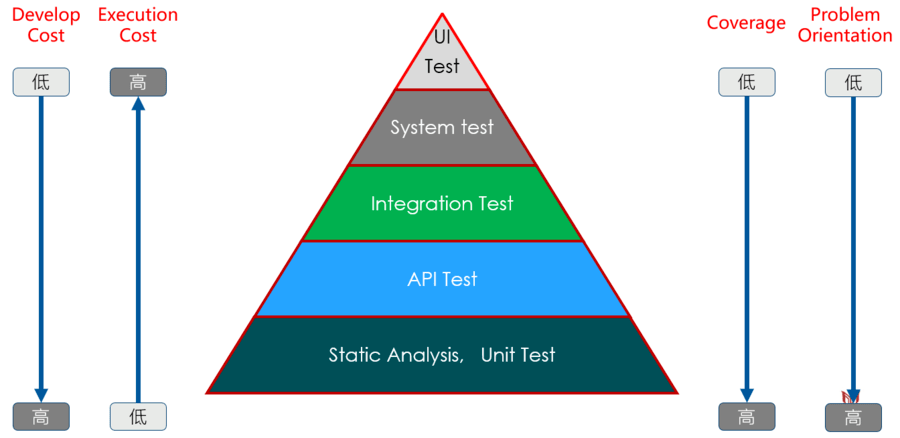 Develop
Cost
Execution
Cost
Coverage
Problem
Orientation
低
高
低
低
UI
Test
System test
Integration Test
API Test
Static Analysis, Unit Test
高
低
高
高